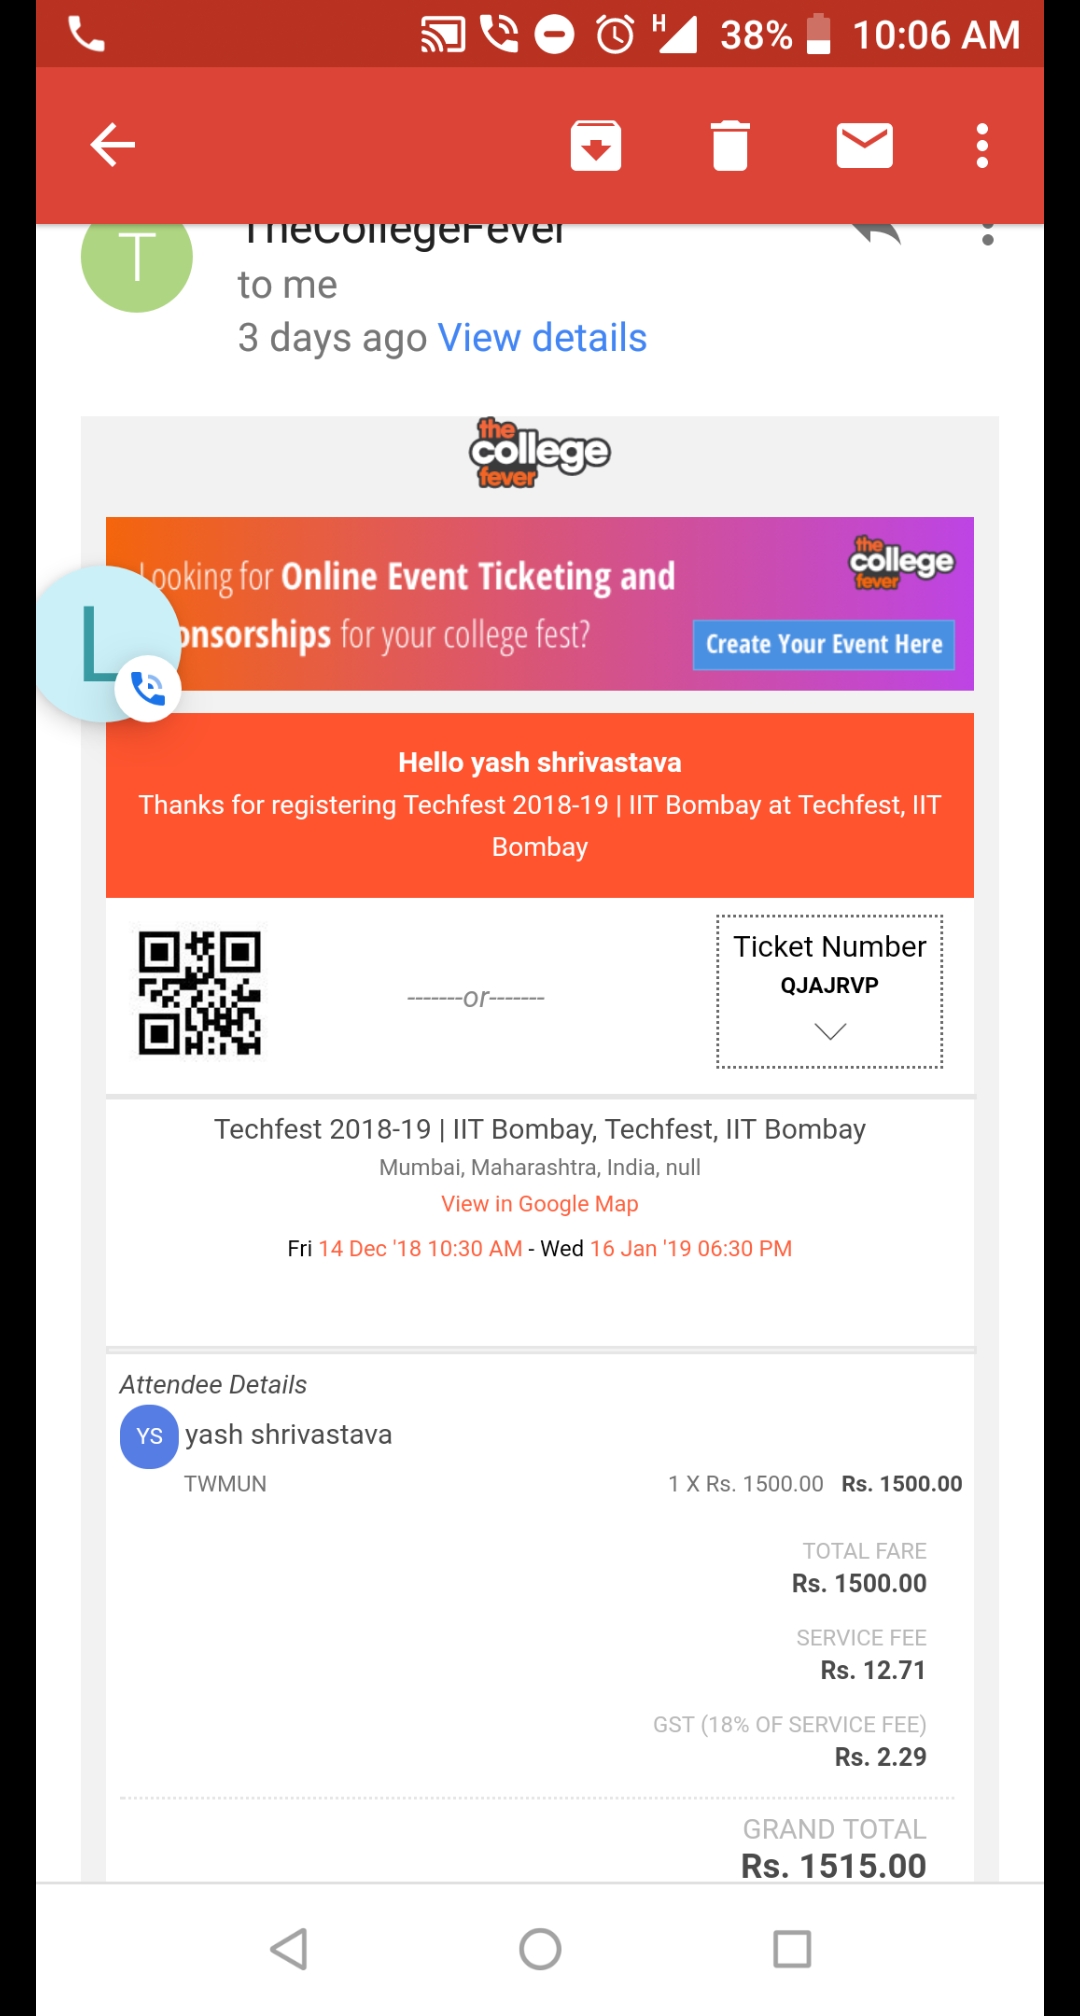 H 38% 10:06 AM
TheCollegeFever
T
to me
3 days ago View details
the
college
fever
Looking for Online Event Ticketing and
onsorships for your college fest?
the
college
fever
Create Your Event Here
L
Hello yash shrivastava
Thanks for registering Techfest 2018-19 | IIT Bombay at Techfest, IIT
Bombay
-------or-------
Ticket Number
QJAJRVP
Techfest 2018-19 | IIT Bombay, Techfest, IIT Bombay
Mumbai, Maharashtra, India, null
View in Google Map
Fri 14 Dec '18 10:30 AM - Wed 16 Jan '19 06:30 PM
Attendee Details
YS yash shrivastava
TWMUN 1 X Rs. 1500.00 Rs. 1500.00
TOTAL FARE
Rs. 1500.00
SERVICE FEE
Rs. 12.71
GST (18% OF SERVICE FEE)
Rs. 2.29
GRAND TOTAL
Rs. 1515.00